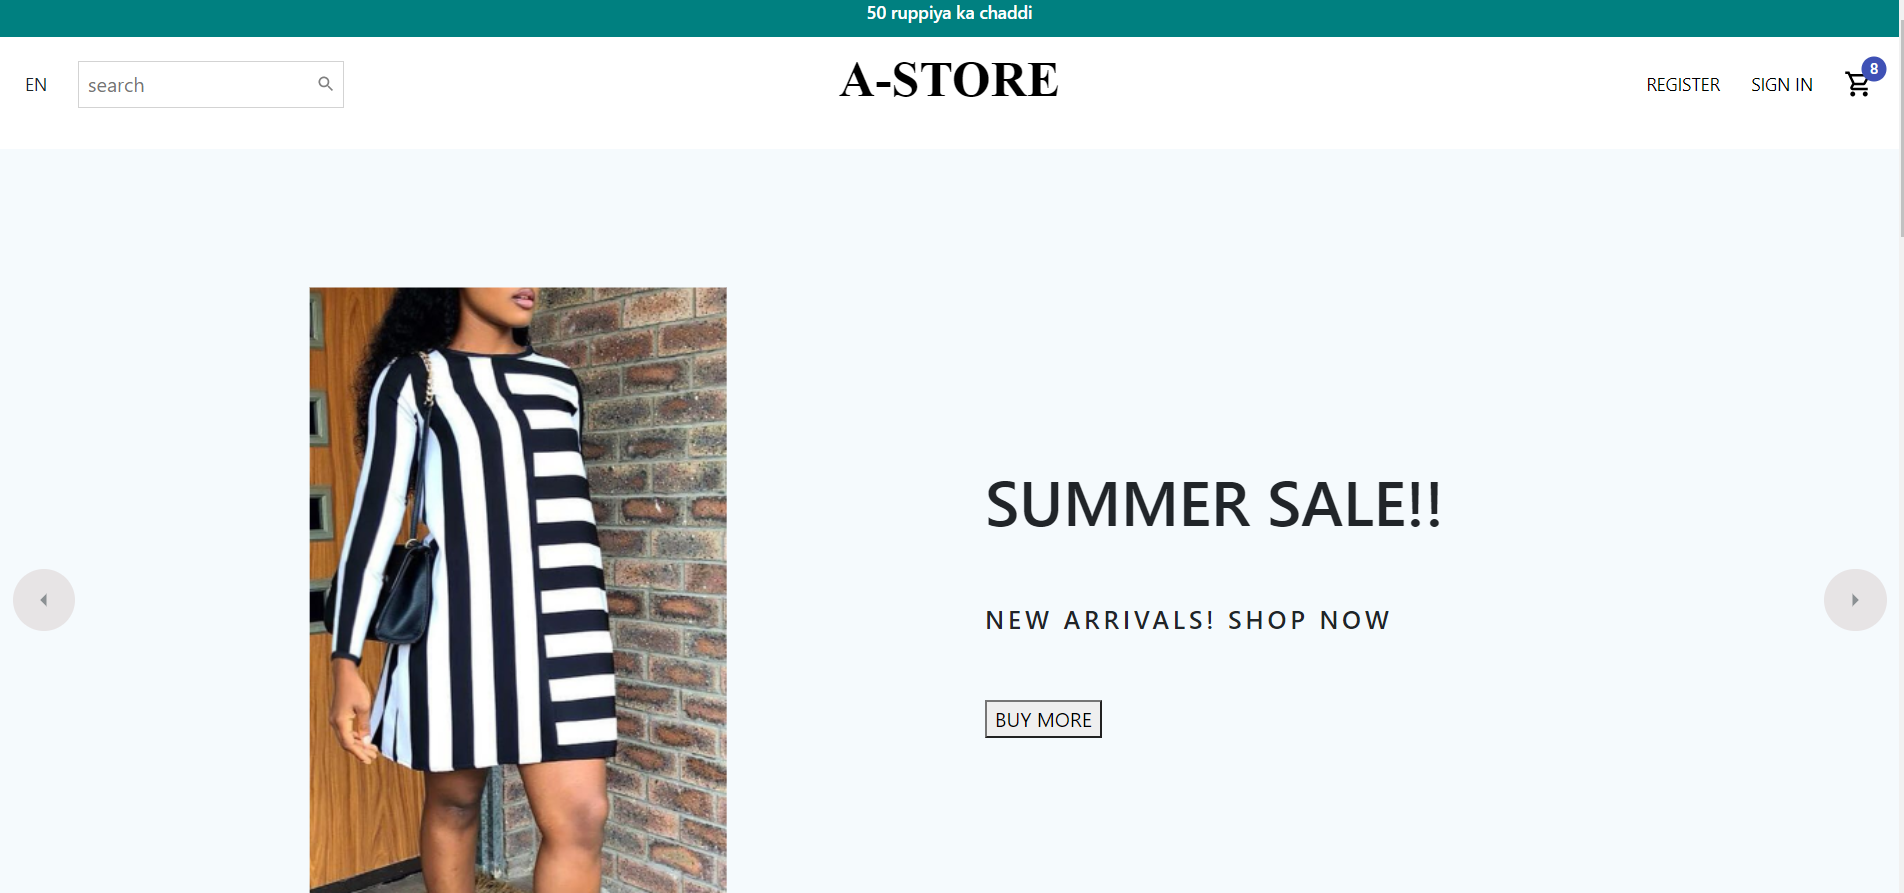 50 ruppiya ka chaddi
EN
search
A-STORE
REGISTER
SIGN IN
8
SUMMER SALE!!
NEW ARRIVALS! SHOP NOW
BUY MORE